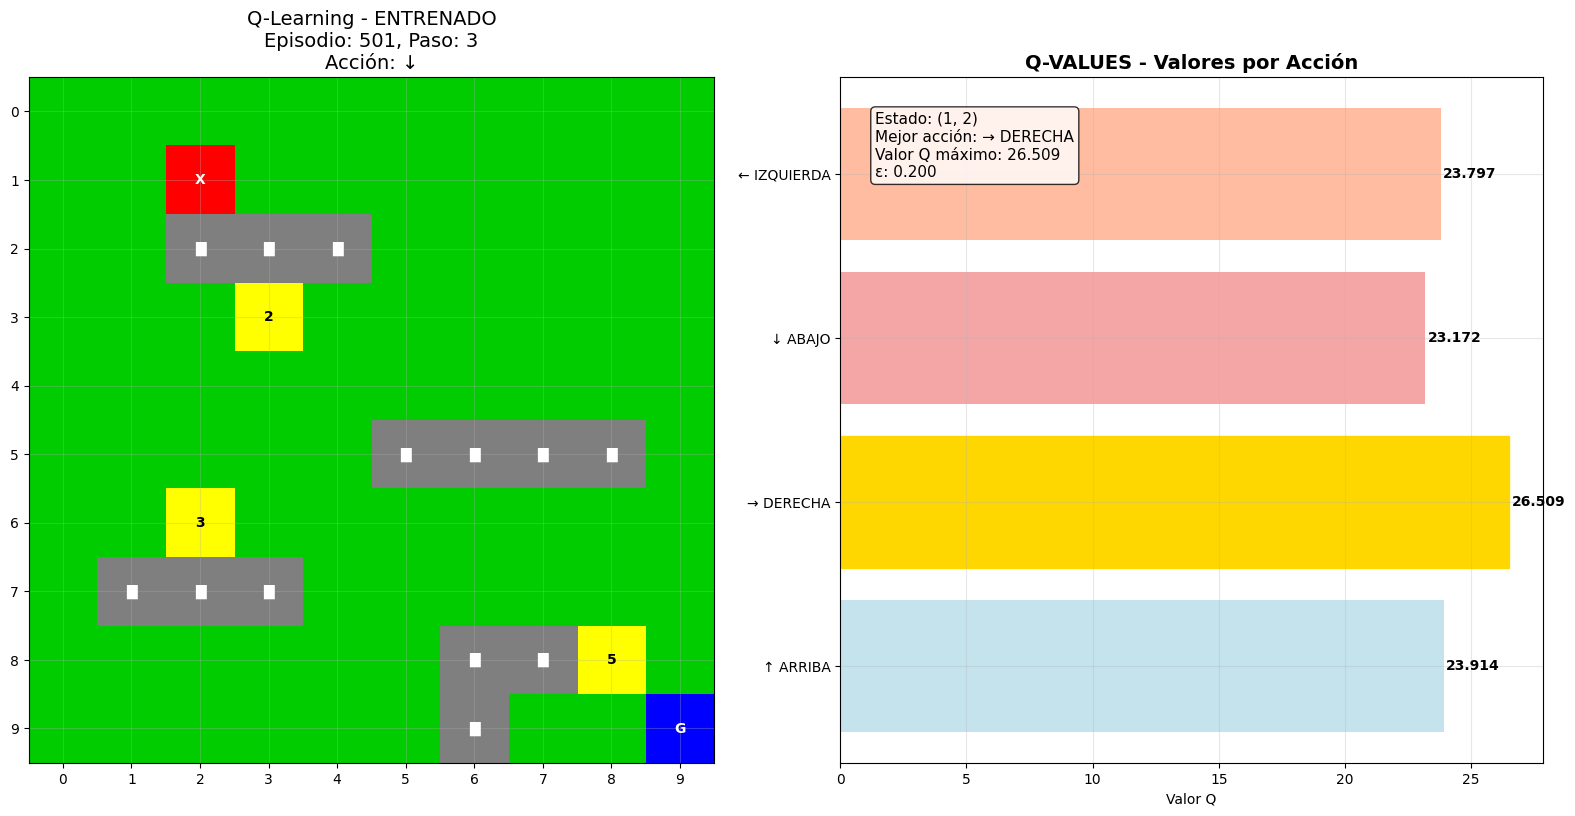 Q-Learning - ENTRENADO
Episodio: 501, Paso: 3
Acción: ↓
0
1
2
3
4
5
6
7
8
9
X
2
3
5
G
0 1 2 3 4 5 6 7 8 9
Q-VALUES - Valores por Acción
Estado: (1, 2)
Mejor acción: → DERECHA
Valor Q máximo: 26.509
ε: 0.200
← IZQUIERDA 23.797
↓ ABAJO 23.172
→ DERECHA 26.509
↑ ARRIBA 23.914
0 5 10 15 20 25
Valor Q